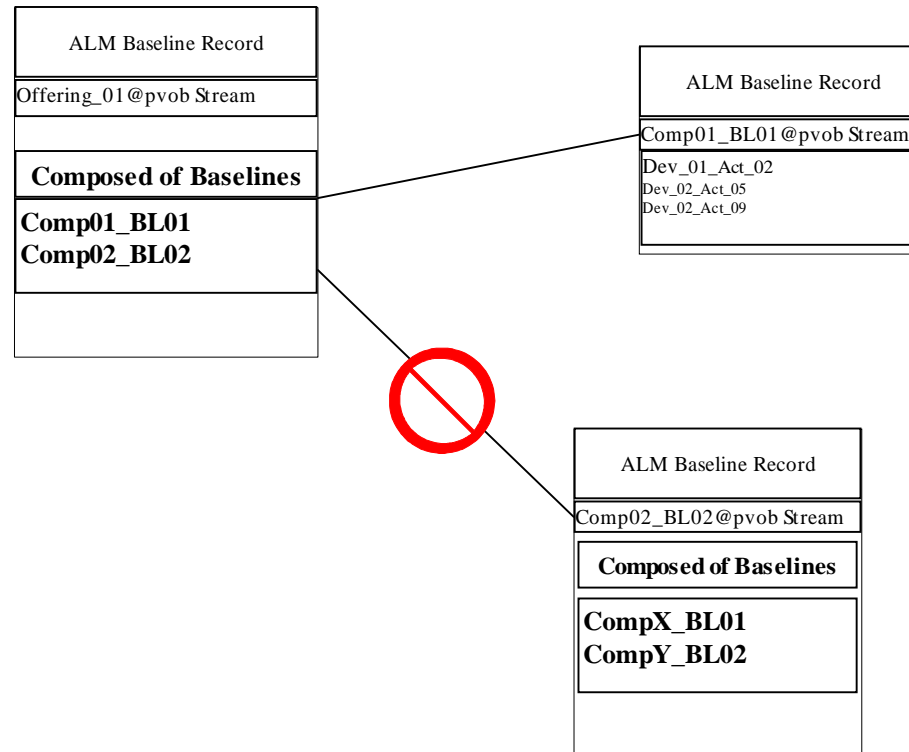 ALM Baseline Record
Offering_01@pvob Stream
Composed of Baselines
Comp01_BL01
Comp02_BL02
ALM Baseline Record
Comp01_BL01@pvob Stream
Dev_01_Act_02
Dev_02_Act_05
Dev_02_Act_09
ALM Baseline Record
Comp02_BL02@pvob Stream
Composed of Baselines
CompX_BL01
CompY_BL02